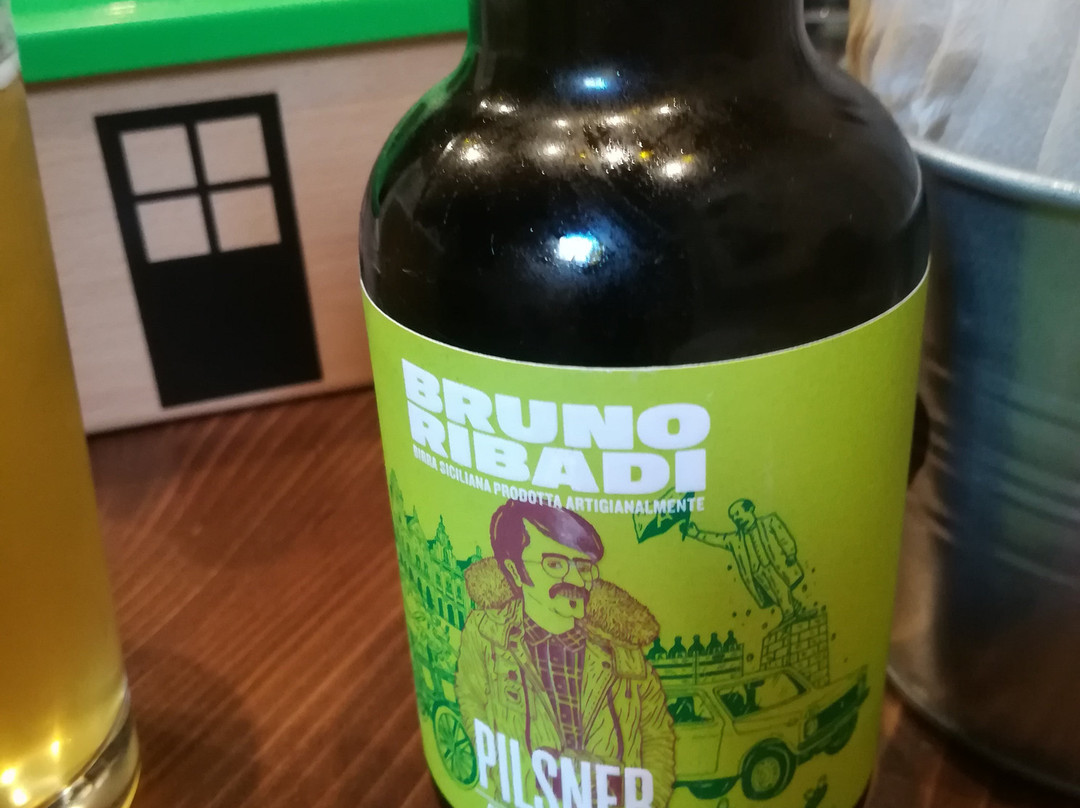 BRUNO
RIBADI
BIRRA SICILIANA PRODOTTA ARTIGIANALMENTE
PILSNER